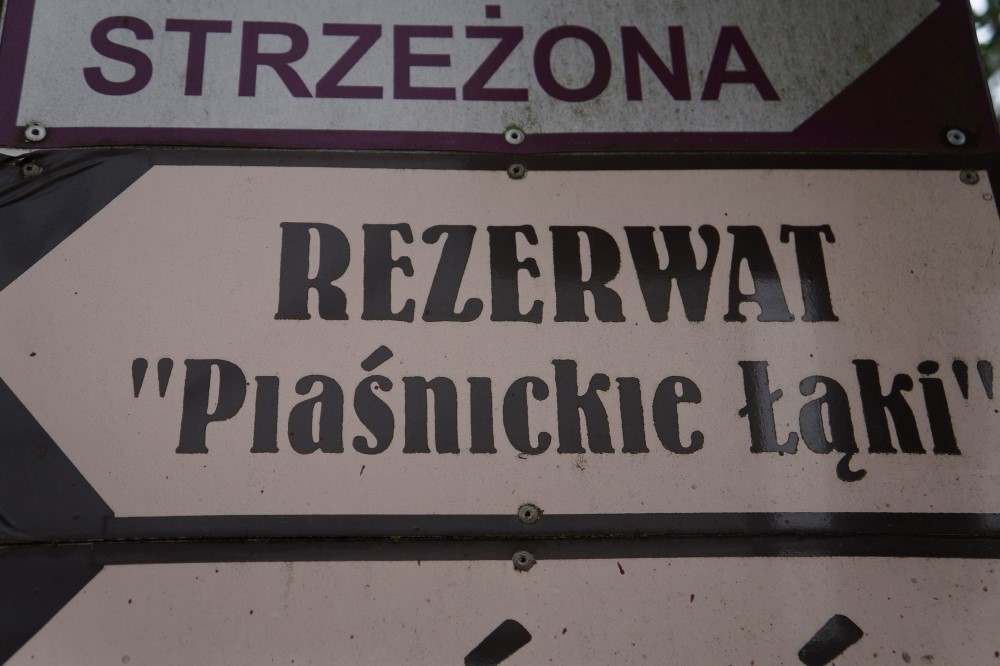 STRZEŻONA
REZERWAT
"Piaśnickie Łąki"